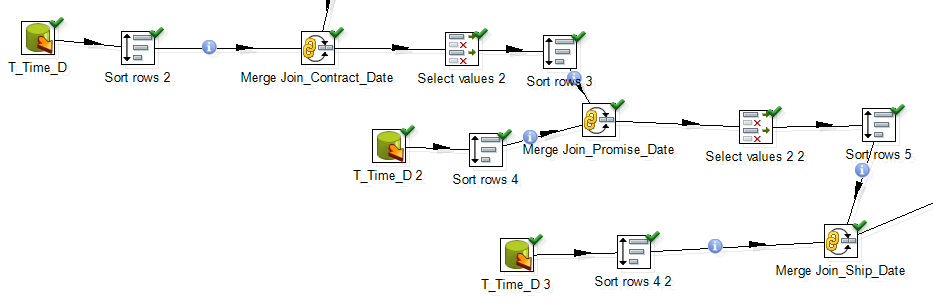 T_Time_D
Sort rows 2
Merge Join_Contract_Date
Select values 2
Sort rows 3
T_Time_D 2
Sort rows 4
Merge Join_Promise_Date
Select values 2 2
Sort rows 5
T_Time_D 3
Sort rows 4 2
Merge Join_Ship_Date